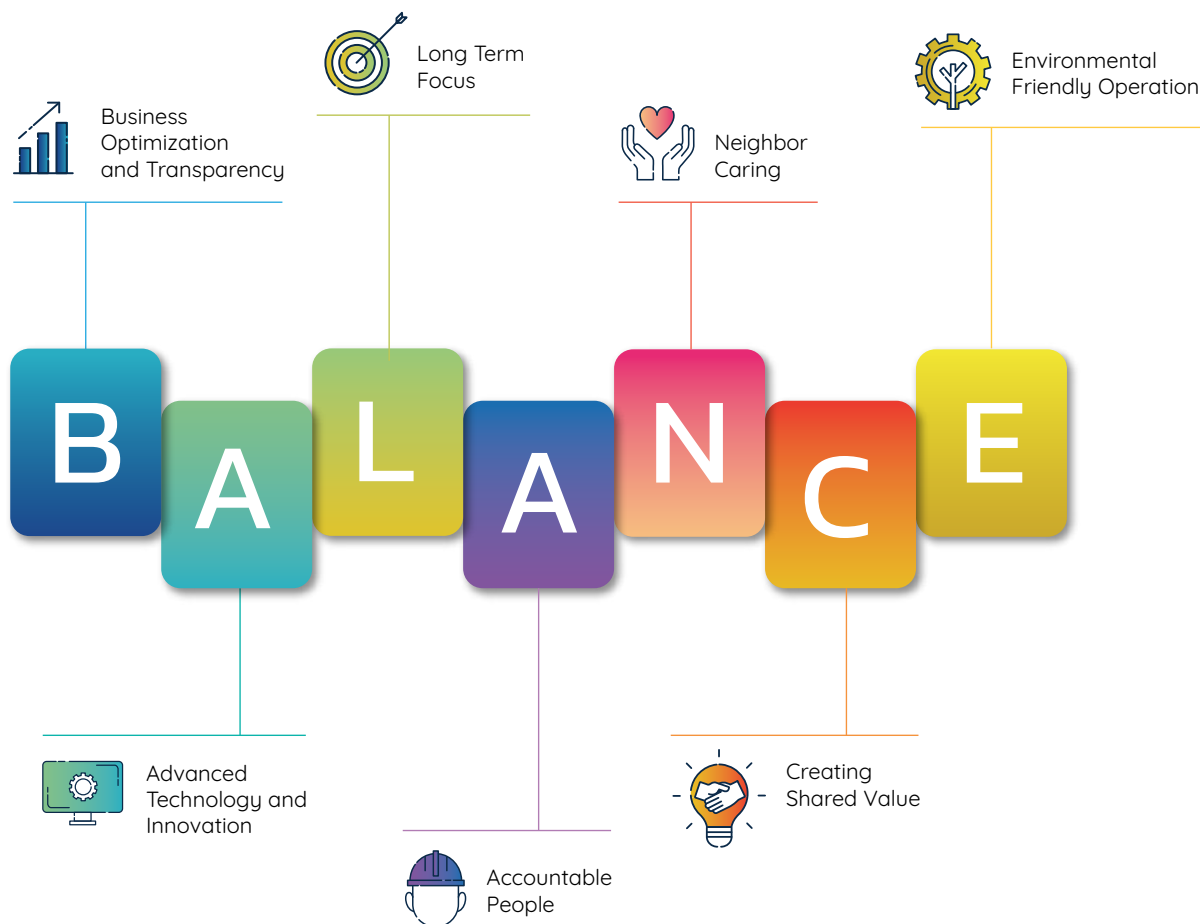 Long Term
Focus
Environmental
Friendly Operation
Business
Optimization
and Transparency
Neighbor
Caring
B
A
L
A
N
C
E
Advanced
Technology and
Innovation
Creating
Shared Value
Accountable
People